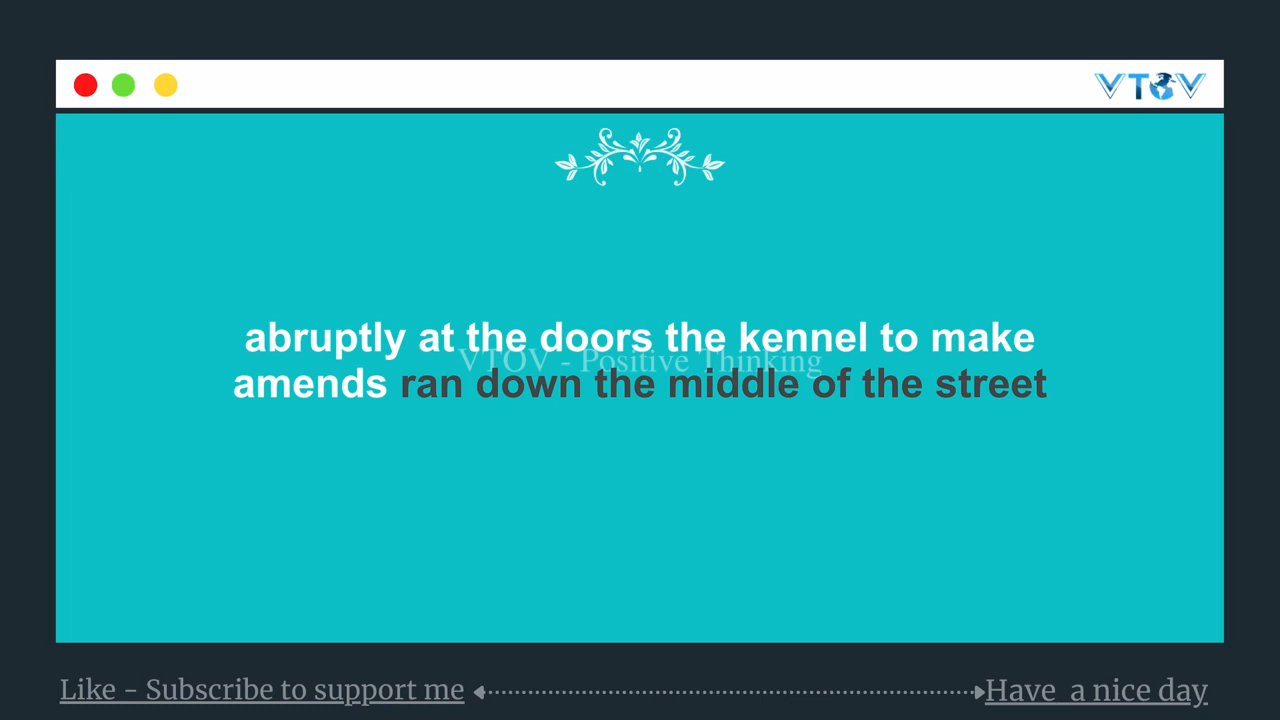 VTOV
abruptly at the doors the kennel to make
VTOV - Positive Thinking
amends ran down the middle of the street
Like - Subscribe to support me
Have a nice day